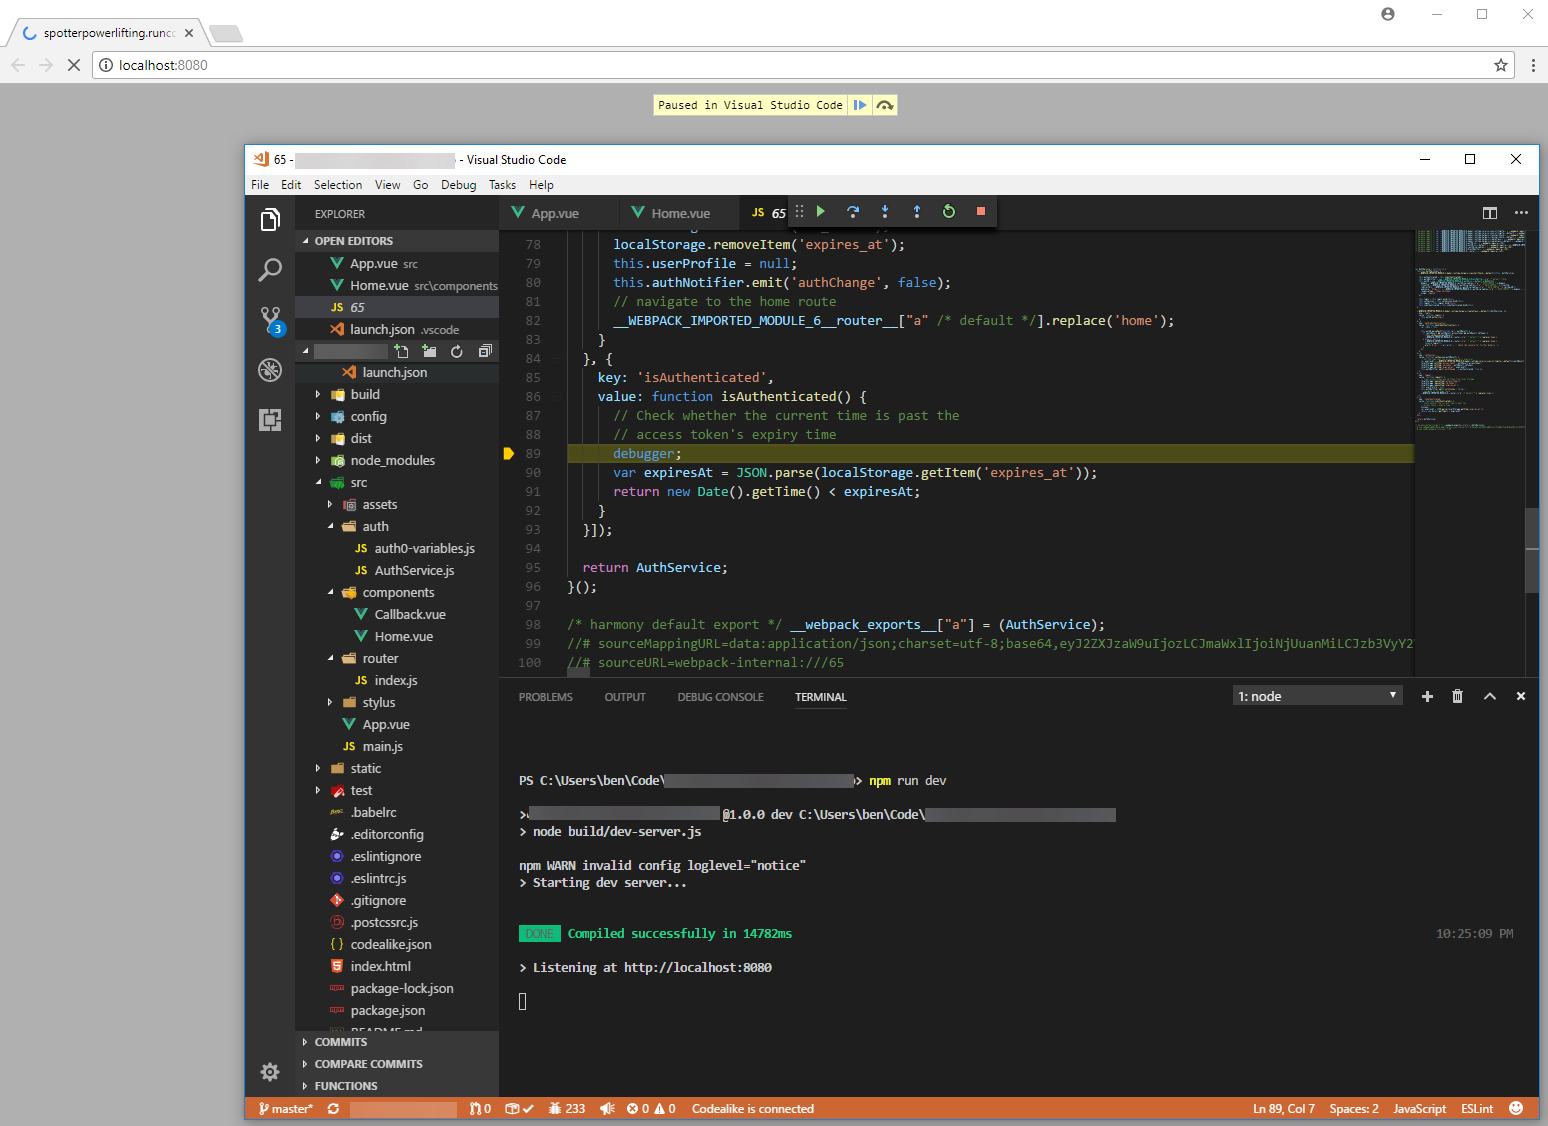 spotterpowerlifting.runcc
localhost:8080
Paused in Visual Studio Code
65 - - Visual Studio Code
File Edit Selection View Go Debug Tasks Help
EXPLORER
OPEN EDITORS
App.vue src
Home.vue src\components
JS 65
launch.json .vscode
launch.json
build
config
dist
node_modules
src
assets
auth
JS auth0-variables.js
JS AuthService.js
components
Callback.vue
Home.vue
router
JS index.js
stylus
App.vue
JS main.js
static
test
.babelrc
.editorconfig
.eslintignore
.eslintrc.js
.gitignore
.postcssrc.js
{ } codealike.json
index.html
package-lock.json
package.json
README.md
COMMITS
COMPARE COMMITS
FUNCTIONS
3
App.vue Home.vue JS 65
78 localStorage.removeItem('expires_at');
79 this.userProfile = null;
80 this.authNotifier.emit('authChange', false);
81 // navigate to the home route
82 __WEBPACK_IMPORTED_MODULE_6__router__["a" /* default */].replace('home');
83 }
84 }, {
85 key: 'isAuthenticated',
86 value: function isAuthenticated() {
87 // Check whether the current time is past the
88 // access token's expiry time
89 debugger;
90 var expiresAt = JSON.parse(localStorage.getItem('expires_at'));
91 return new Date().getTime() < expiresAt;
92 }
93 }]);
94
95 return AuthService;
96 }();
97
98 /* harmony default export */ __webpack_exports__["a"] = (AuthService);
99 //# sourceMappingURL=data:application/json;charset=utf-8;base64,eyJ2ZXJzaW9uIjozLCJmaWxlIjoiNjUuanMiLCJzb3VyY2
100 //# sourceURL=webpack-internal:///65
PROBLEMS OUTPUT DEBUG CONSOLE TERMINAL
1: node
PS C:\Users\ben\Code\ > npm run dev
> @1.0.0 dev C:\Users\ben\Code\
> node build/dev-server.js
npm WARN invalid config loglevel="notice"
> Starting dev server...
DONE Compiled successfully in 14782ms 10:25:09 PM
> Listening at http://localhost:8080
master* 0 233 0 0 Codealike is connected Ln 89, Col 7 Spaces: 2 JavaScript ESLint